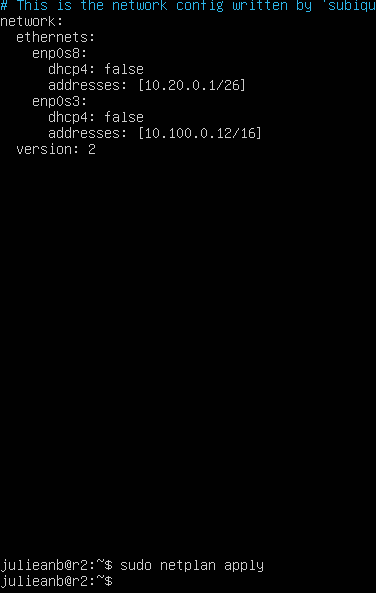 # This is the network config written by 'subiqu
network:
  ethernets:
    enp0s8:
      dhcp4: false
      addresses: [10.20.0.1/26]
    enp0s3:
      dhcp4: false
      addresses: [10.100.0.12/16]
  version: 2
julieanb@r2:~$ sudo netplan apply
julieanb@r2:~$